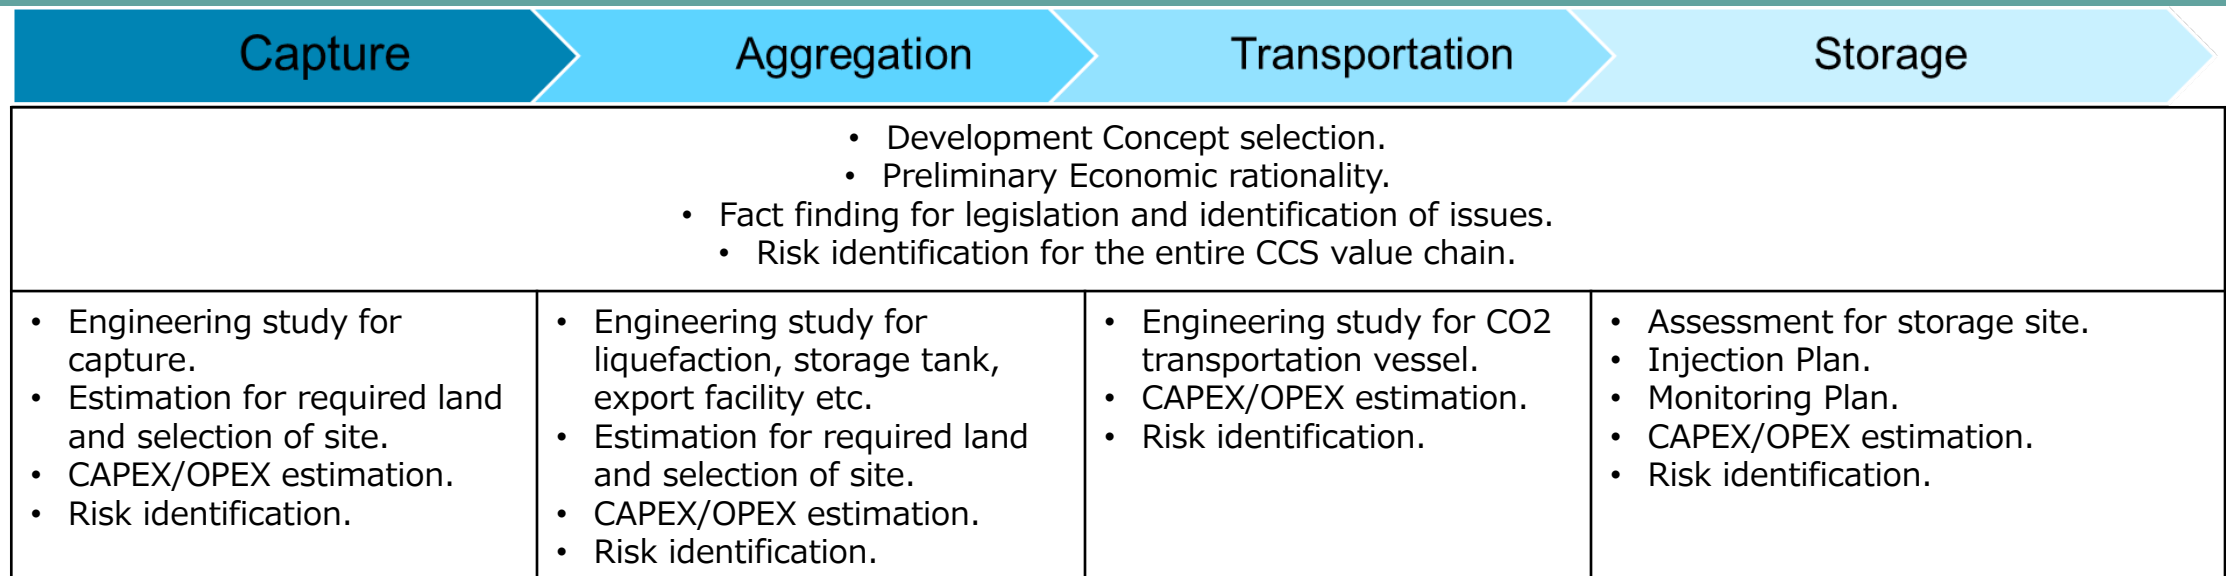 Capture
Aggregation
Transportation
Storage
• Development Concept selection.
• Preliminary Economic rationality.
• Fact finding for legislation and identification of issues.
• Risk identification for the entire CCS value chain.
• Engineering study for
capture.
• Estimation for required land
and selection of site.
• CAPEX/OPEX estimation.
• Risk identification.
• Engineering study for
liquefaction, storage tank,
export facility etc.
• Estimation for required land
and selection of site.
• CAPEX/OPEX estimation.
• Risk identification.
• Engineering study for CO2
transportation vessel.
• CAPEX/OPEX estimation.
• Risk identification.
• Assessment for storage site.
• Injection Plan.
• Monitoring Plan.
• CAPEX/OPEX estimation.
• Risk identification.